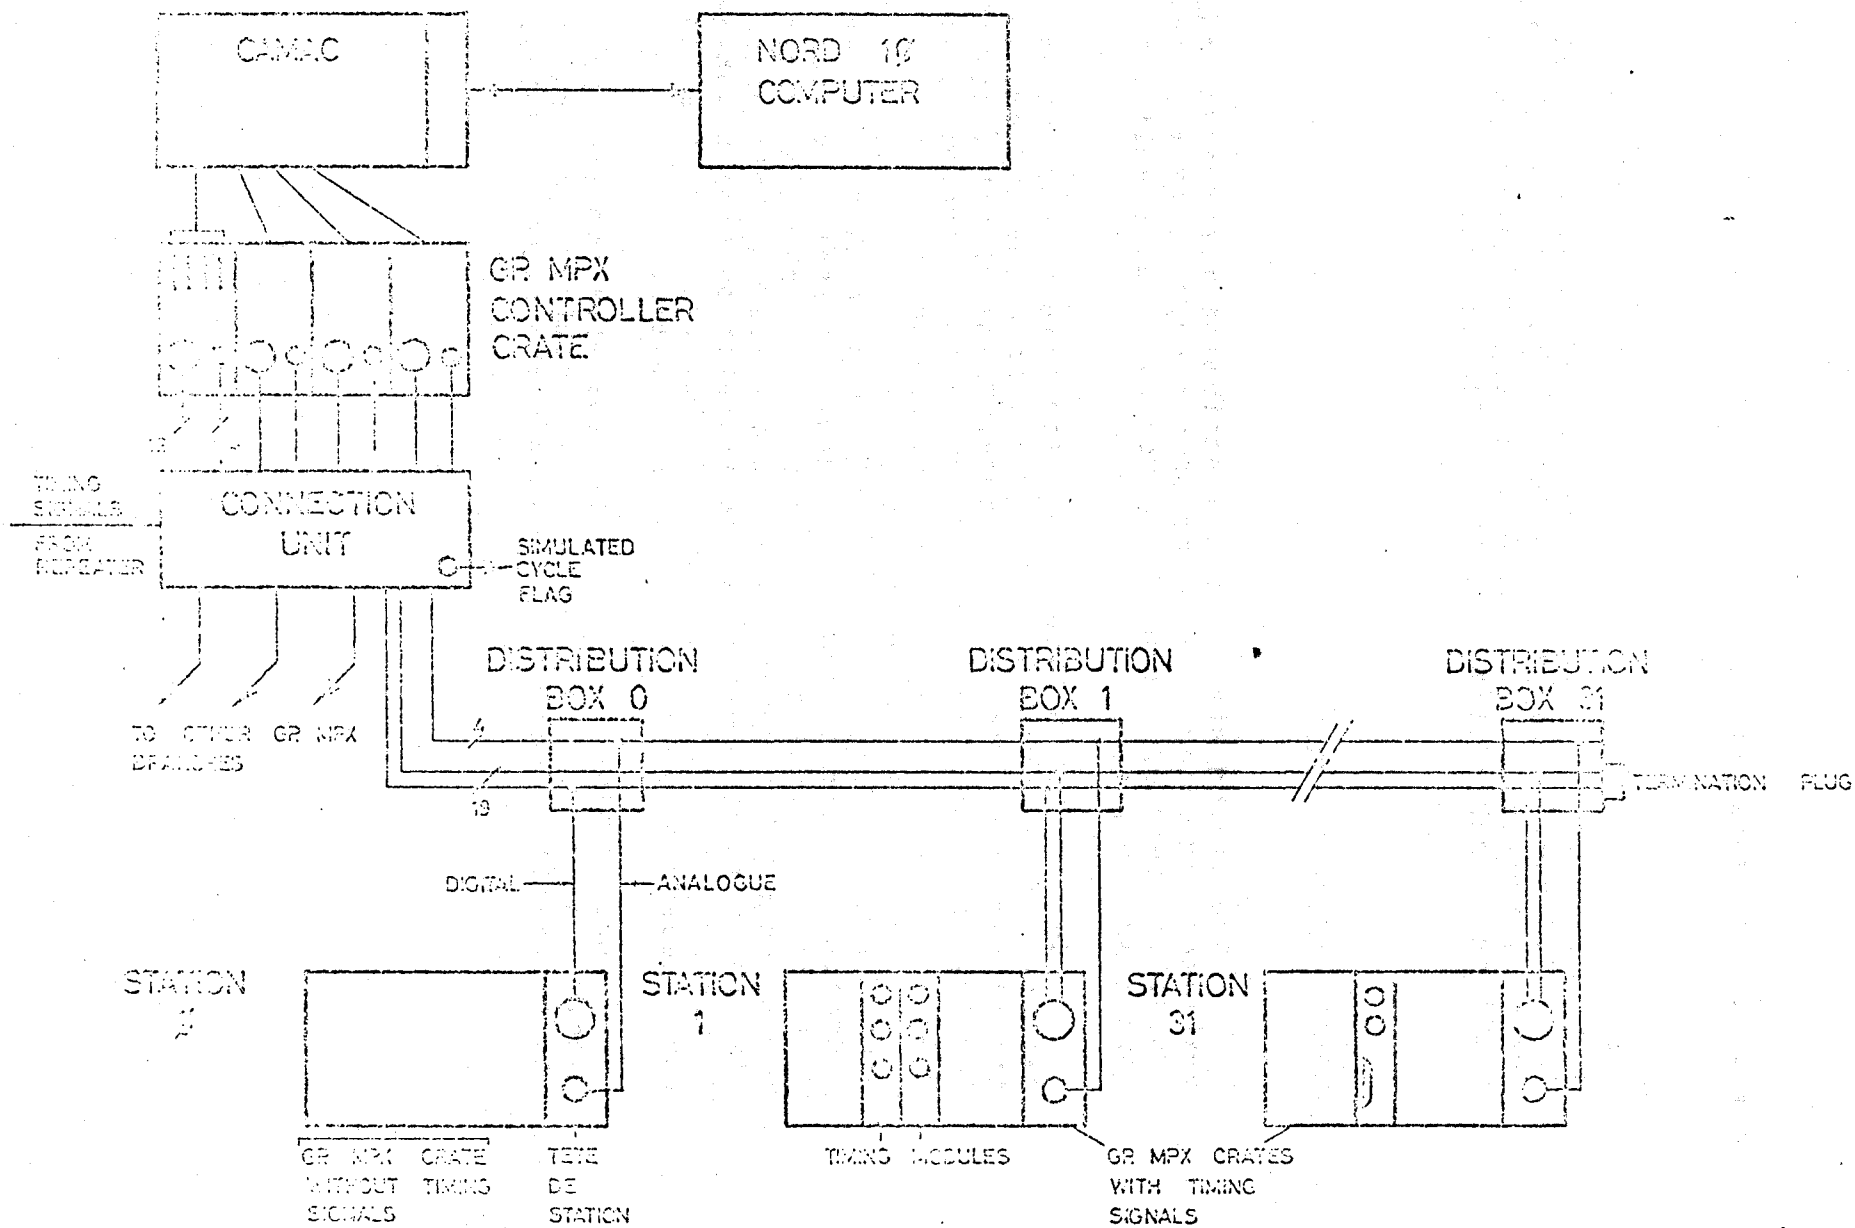 CAMAC
NORD 10
COMPUTER
GR MPX
CONTROLLER
CRATE
TIMING
SIGNALS
FROM
REPEATER
CONNECTION
UNIT
SIMULATED
CYCLE
FLAG
DISTRIBUTION
BOX 0
DISTRIBUTION
BOX 1
DISTRIBUTION
BOX 31
TO OTHER GR MPX
BRANCHES
4
18
TERMINATION PLUG
DIGITAL
ANALOGUE
STATION
STATION
1
STATION
31
GR MPX CRATE
WITHOUT TIMING
SIGNALS
TETE
DE
STATION
TIMING MODULES
GR MPX CRATES
WITH TIMING
SIGNALS